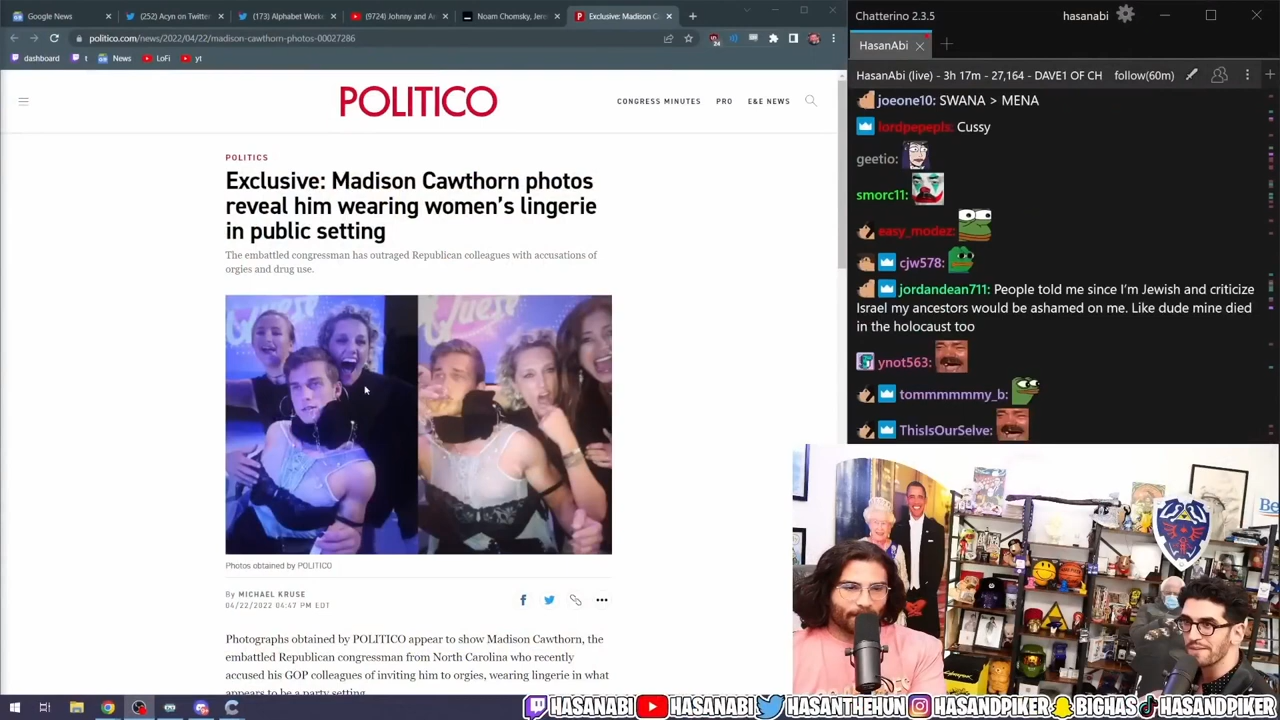 Google News
(252) Acyn on Twitter
(173) Alphabet Work
(9724) Johnny and A
Noam Chomsky, Jer
Exclusive: Madison C
politico.com/news/2022/04/22/madison-cawthorn-photos-00027286
24
dashboard
t
News
LoFi
yt
POLITICO
CONGRESS MINUTES
PRO
E&E NEWS
POLITICS
Exclusive: Madison Cawthorn photos
reveal him wearing women’s lingerie
in public setting
The embattled congressman has outraged Republican colleagues with accusations of
orgies and drug use.
Photos obtained by POLITICO
By MICHAEL KRUSE
04/22/2022 04:47 PM EDT
Photographs obtained by POLITICO appear to show Madison Cawthorn, the
embattled Republican congressman from North Carolina who recently
accused his GOP colleagues of inviting him to orgies, wearing lingerie in what
appears to be a party setting.
Chatterino 2.3.5
hasanabi
HasanAbi
HasanAbi (live) - 3h 17m - 27,164 - DAVE1 OF CH
follow(60m)
joeone10: SWANA > MENA
lordpepepls: Cussy
geetio:
smorc11:
easy_modez:
cjw578:
jordandean711: People told me since I’m Jewish and criticize
Israel my ancestors would be ashamed on me. Like dude mine died
in the holocaust too
ynot563:
tommmmmmy_b:
ThisIsOurSelve:
Be
HASANABI
HASANABI
HASANTHEHUN
HASANDPIKER
BIGHAS
HASANDPIKER